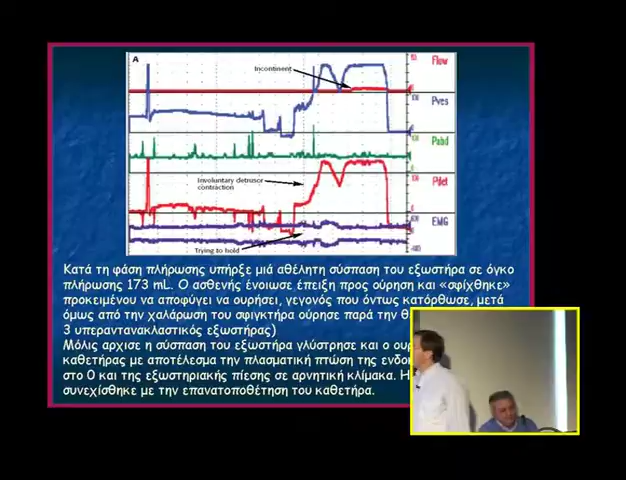 A
Flow
Incontinent
Pves
Pabd
Involuntary detrusor
contraction
Pdet
EMG
Trying to hold
Κατά τη φάση πλήρωσης υπήρξε μιά αθέλητη σύσπαση του εξωστήρα σε όγκο
πλήρωσης 173 mL. Ο ασθενής ένοιωσε έπειξη προς ούρηση και «σφίχθηκε»
προκειμένου να αποφύγει να ουρήσει, γεγονός που όντως κατόρθωσε, μετά
όμως από την χαλάρωση του σφιγκτήρα ούρησε παρά την
3 υπεραντανακλαστικός εξωστήρας)
Μόλις αρχισε η σύσπαση του εξωστήρα γλύστρησε και ο
καθετήρας με αποτέλεσμα την πλασματική πτώση της
στο 0 και της εξωστηριακής πίεσης σε αρνητική κλίμακα.
συνεχίσθηκε με την επανατοποθέτηση του καθετήρα.